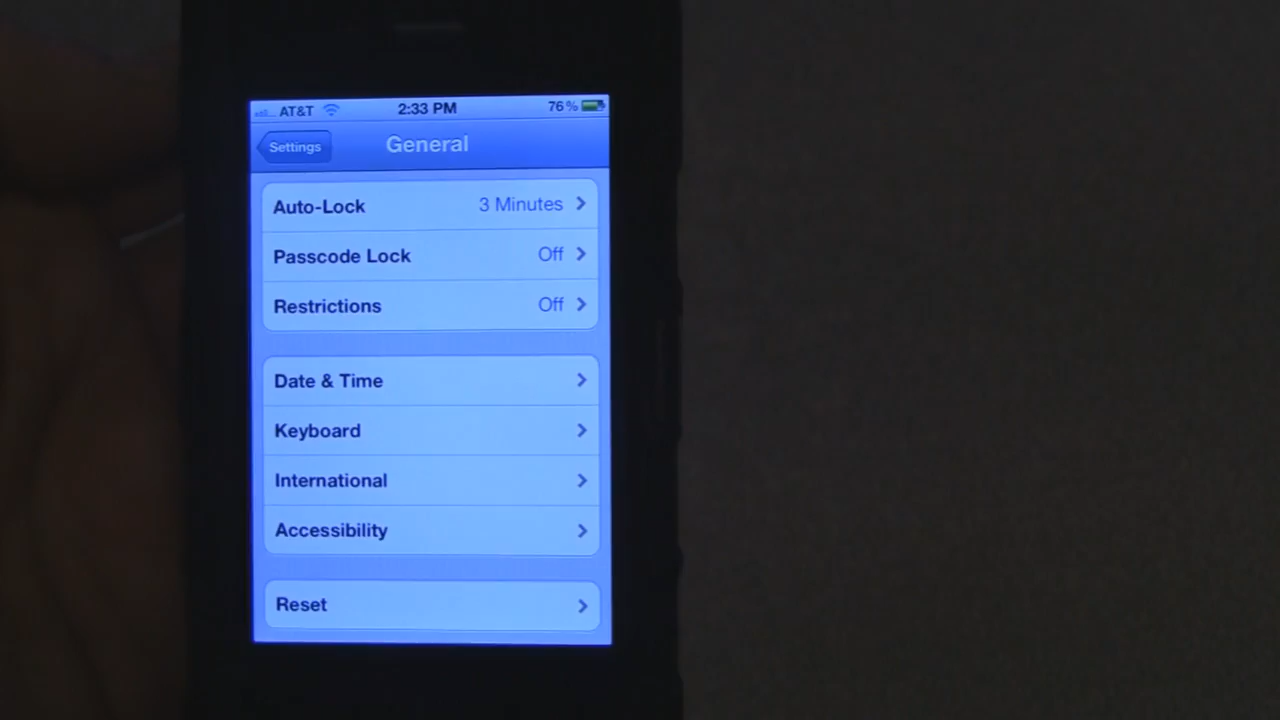 AT&T 2:33 PM 76%
Settings General
Auto-Lock 3 Minutes
Passcode Lock Off
Restrictions Off
Date & Time
Keyboard
International
Accessibility
Reset